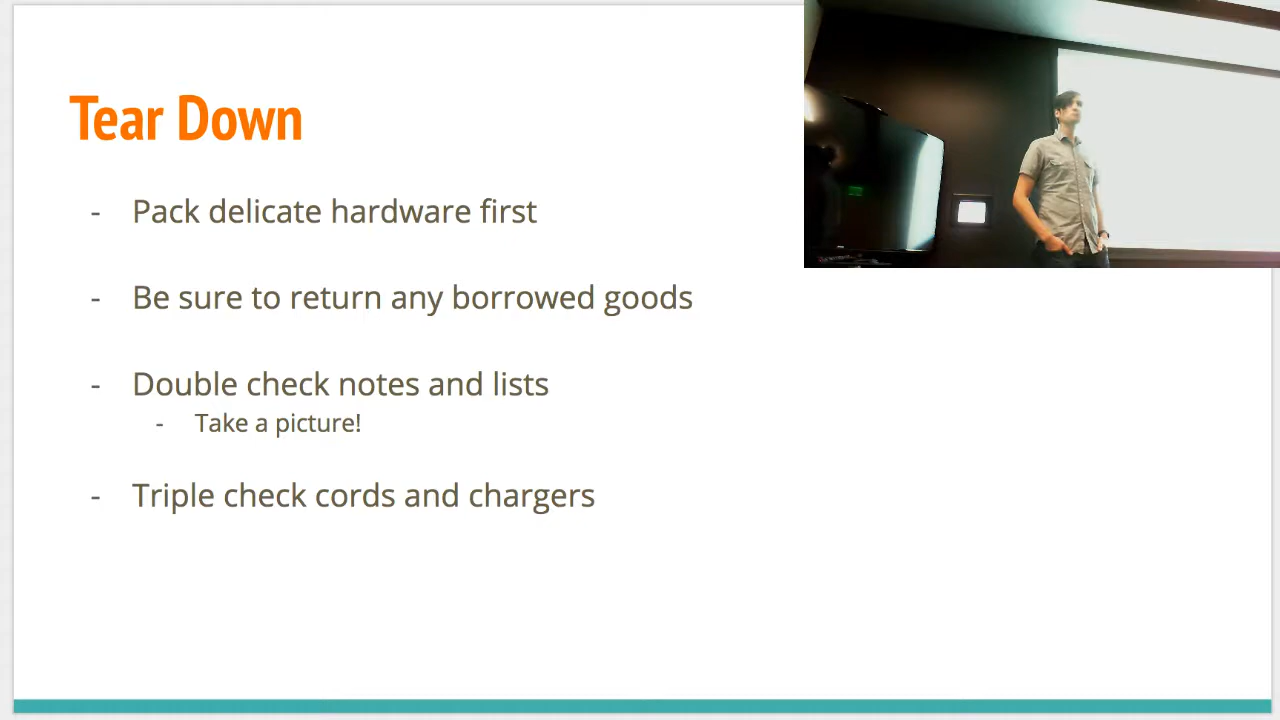 Tear Down
- Pack delicate hardware first
- Be sure to return any borrowed goods
- Double check notes and lists
- Take a picture!
- Triple check cords and chargers